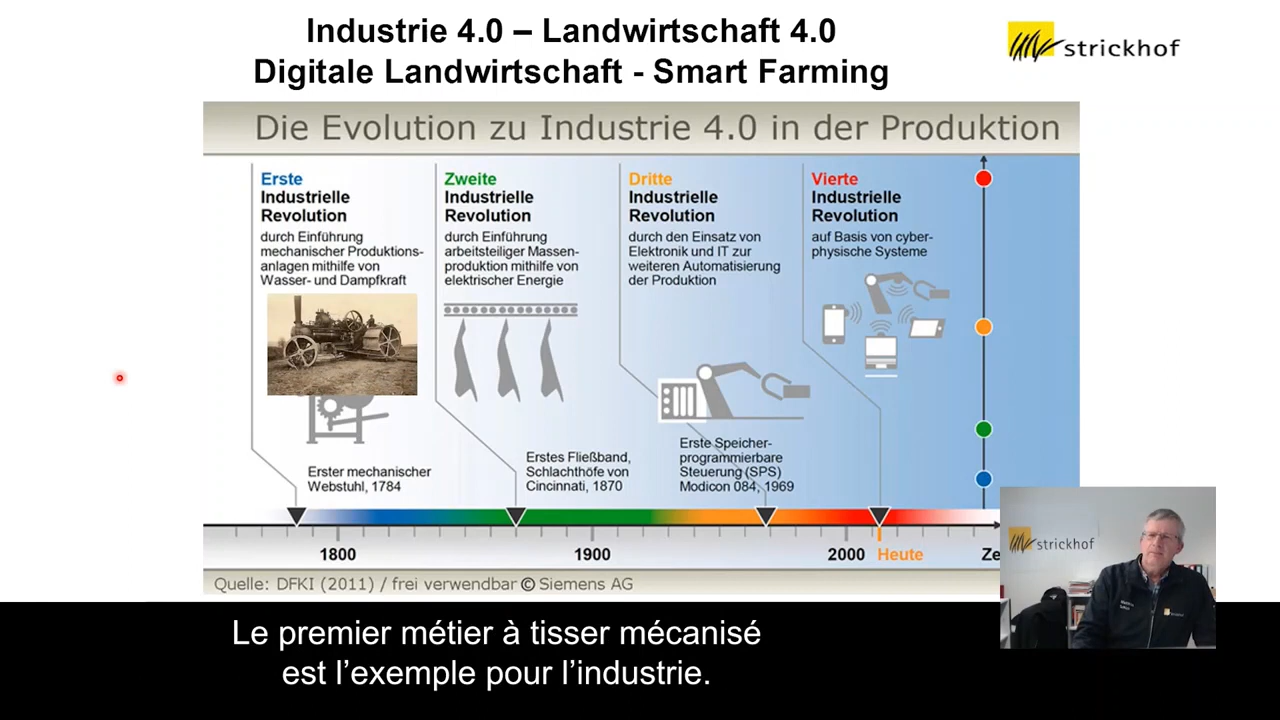 Industrie 4.0 – Landwirtschaft 4.0
Digitale Landwirtschaft - Smart Farming
strickhof
Die Evolution zu Industrie 4.0 in der Produktion
Erste
Industrielle
Revolution
durch Einführung
mechanischer Produktions-
anlagen mithilfe von
Wasser- und Dampfkraft
Zweite
Industrielle
Revolution
durch Einführung
arbeitsteiliger Massen-
produktion mithilfe von
elektrischer Energie
Dritte
Industrielle
Revolution
durch den Einsatz von
Elektronik und IT zur
weiteren Automatisierung
der Produktion
Vierte
Industrielle
Revolution
auf Basis von cyber-
physische Systeme
Erster mechanischer
Webstuhl, 1784
Erstes Fließband,
Schlachthöfe von
Cincinnati, 1870
Erste Speicher-
programmierbare
Steuerung (SPS)
Modicon 084, 1969
1800
1900
2000
Heute
Ze
Quelle: DFKI (2011) / frei verwendbar © Siemens AG
strickhof
Le premier métier à tisser mécanisé
est l’exemple pour l’industrie.